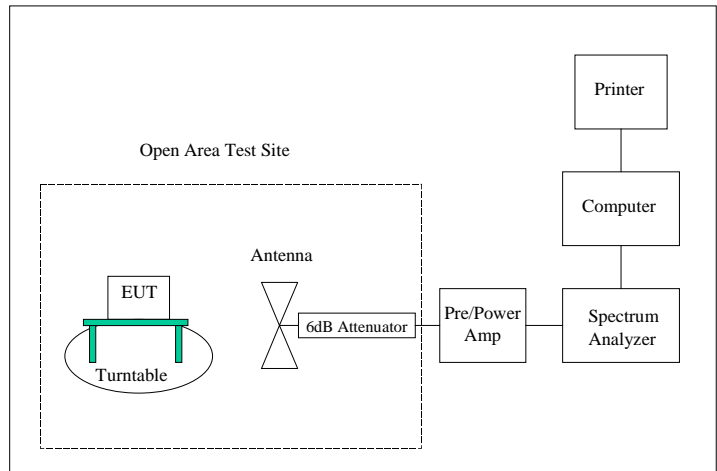 Printer
Open Area Test Site
Computer
Antenna
EUT
Pre/Power
Amp
Spectrum
Analyzer
6dB Attenuator
Turntable